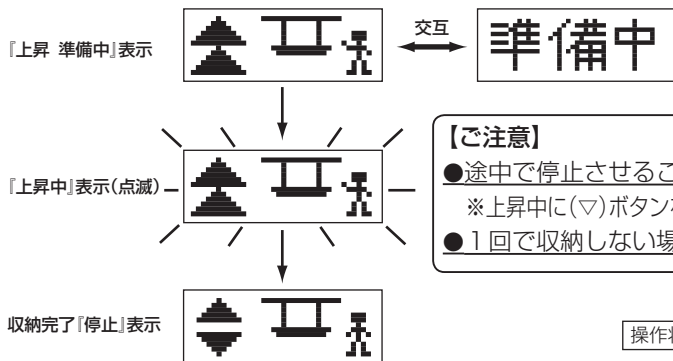 『上昇 準備中』表示
交互
準備中
『上昇中』表示(点滅)
【ご注意】
●途中で停止させるこ
※上昇中に(▽)ボタン
●1回で収納しない場
収納完了『停止』表示
操作